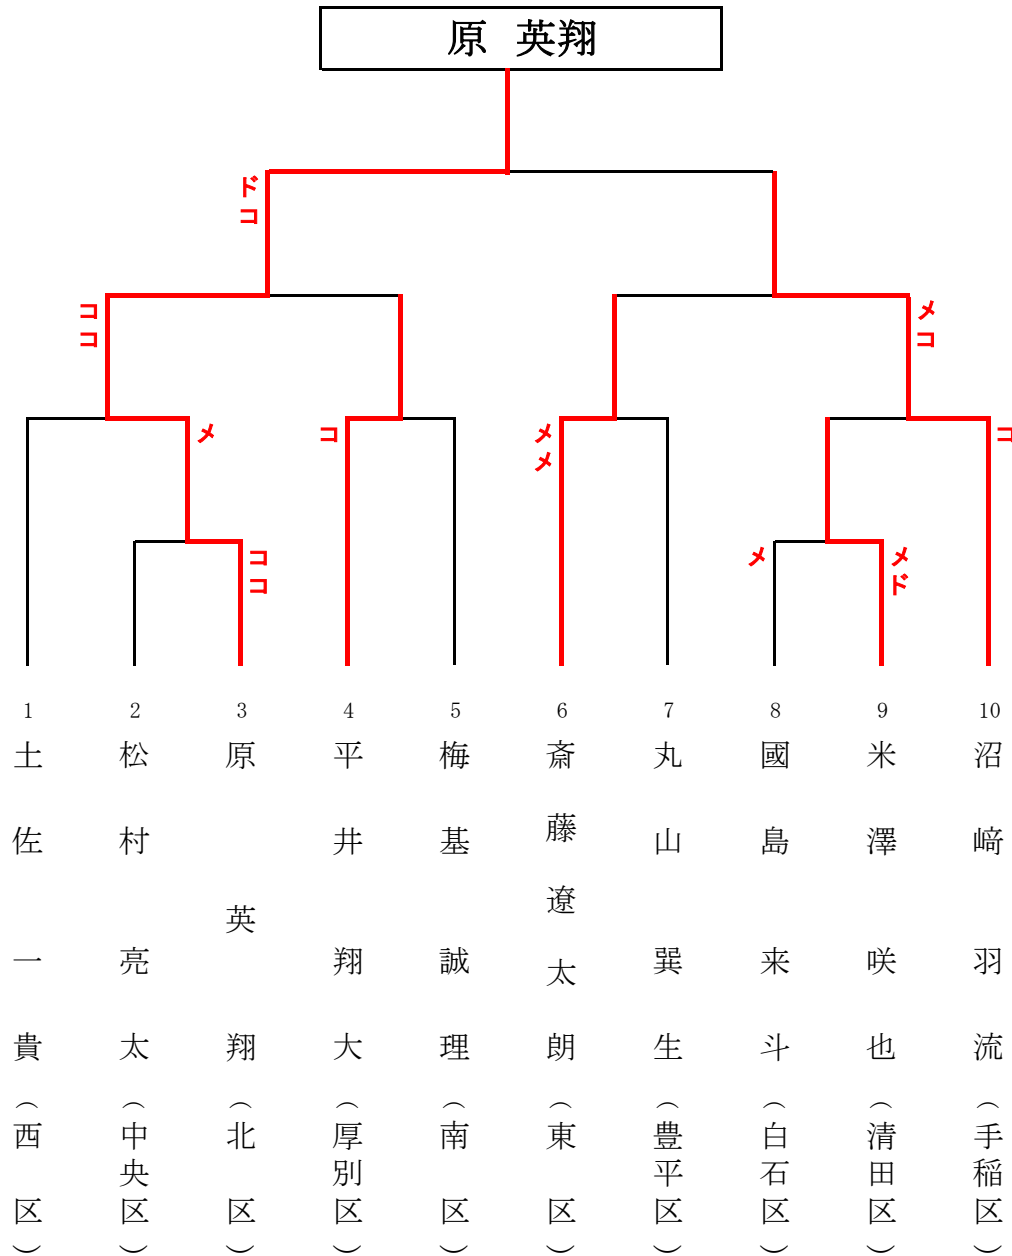 原 英翔
ド
コ
コ
コ
メ
コ
メ
コ
メ
メ
コ
コ
コ
メ
メ
ド
1
2
3
4
5
6
7
8
9
10
土佐一貴（西区）
松村亮太（中央区）
原英翔（北区）
平井翔大（厚別区）
梅基誠理（南区）
斎藤遼太朗（東区）
丸山巽生（豊平区）
國島来斗（白石区）
米澤咲也（清田区）
沼﨑羽流（手稲区）